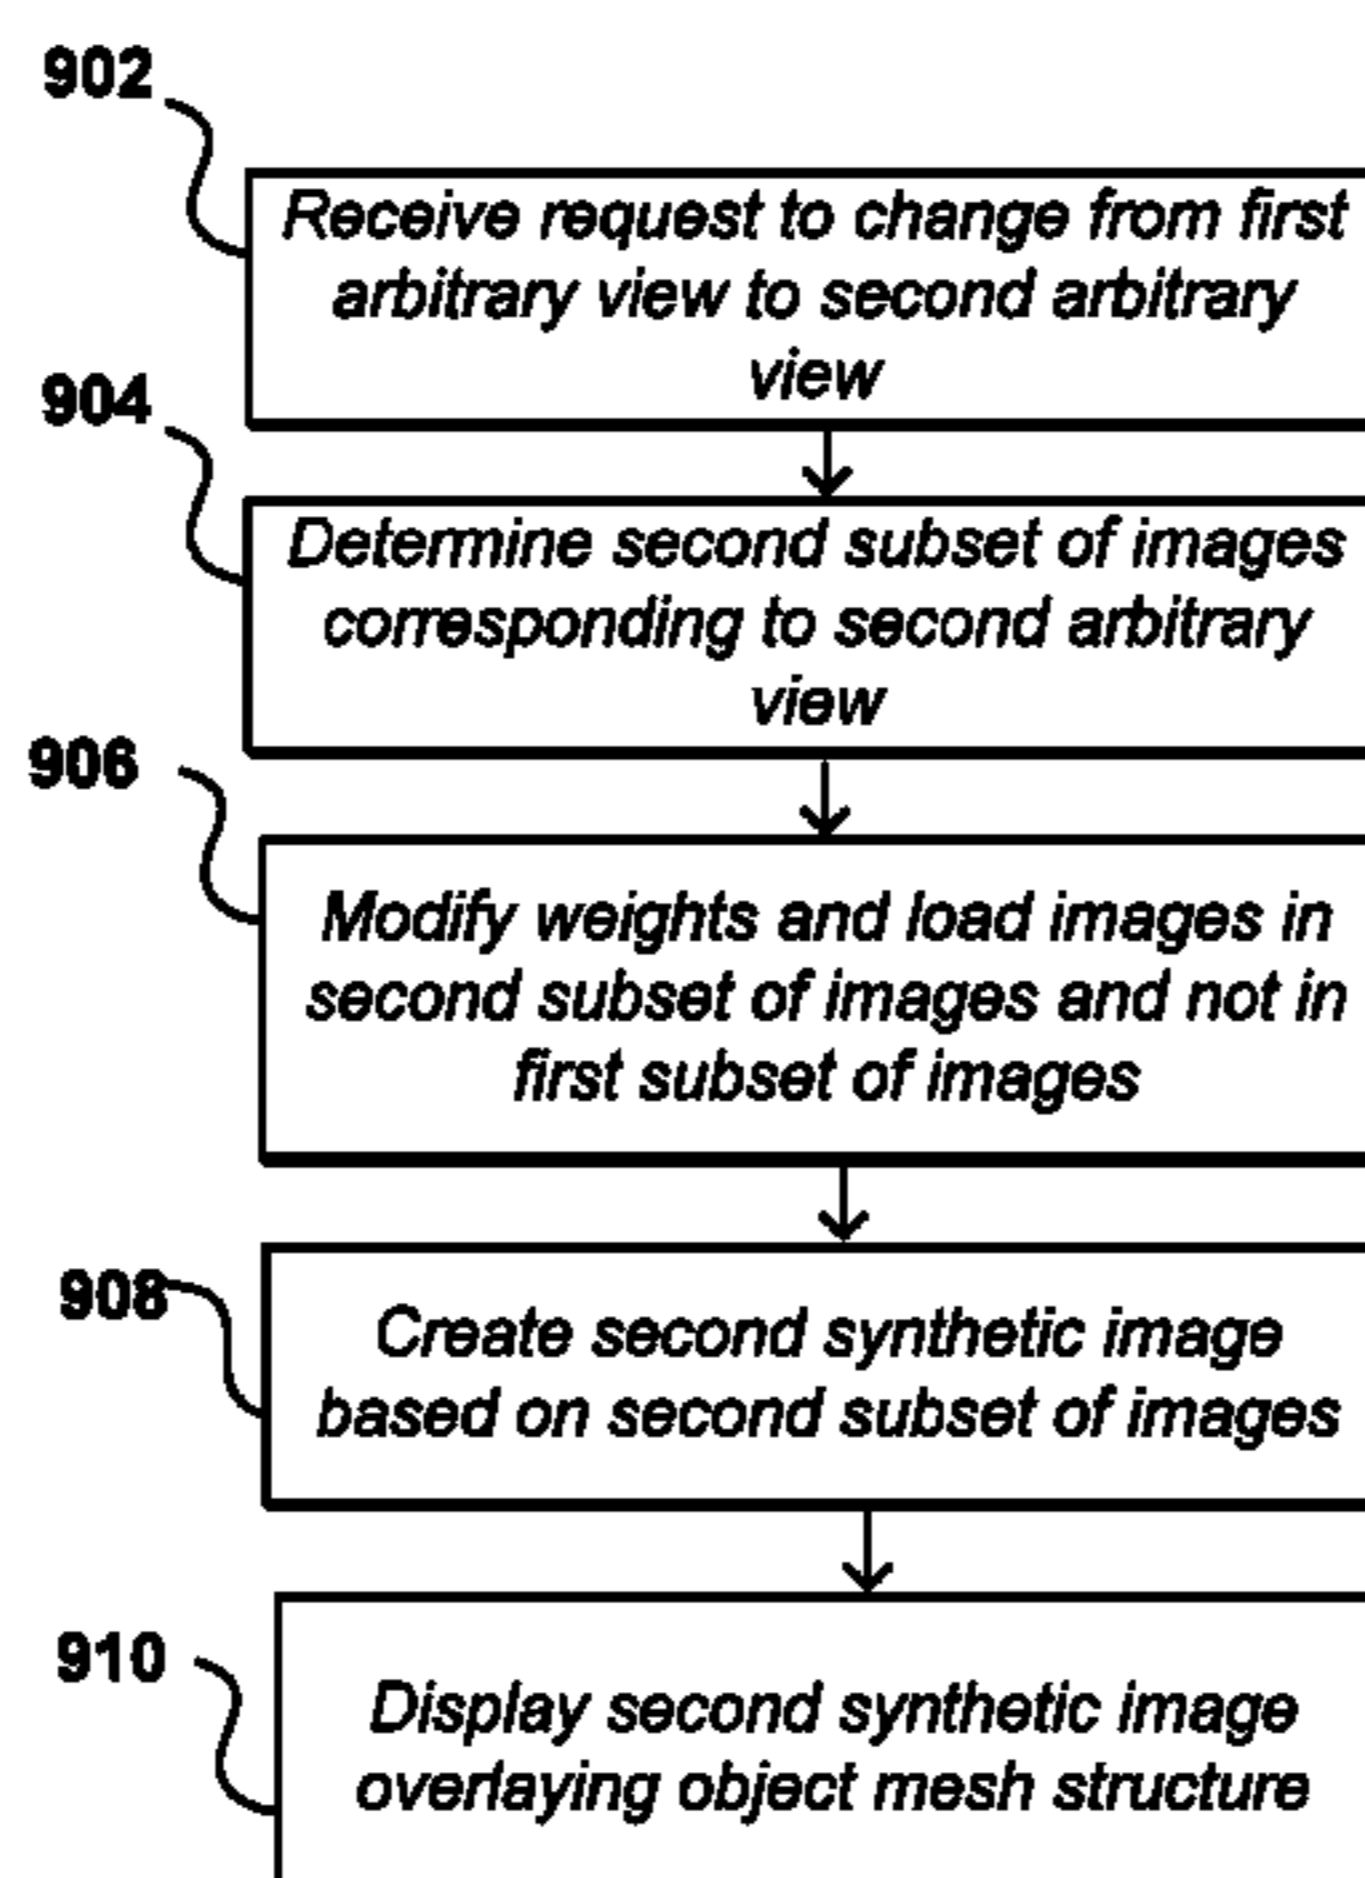 902
Receive request to change from first
arbitrary view to second arbitrary
view
904
Determine second subset of images
corresponding to second arbitrary
view
906
Modify weights and load images in
second subset of images and not in
first subset of images
908
Create second synthetic image
based on second subset of images
910
Display second synthetic image
overlaying object mesh structure